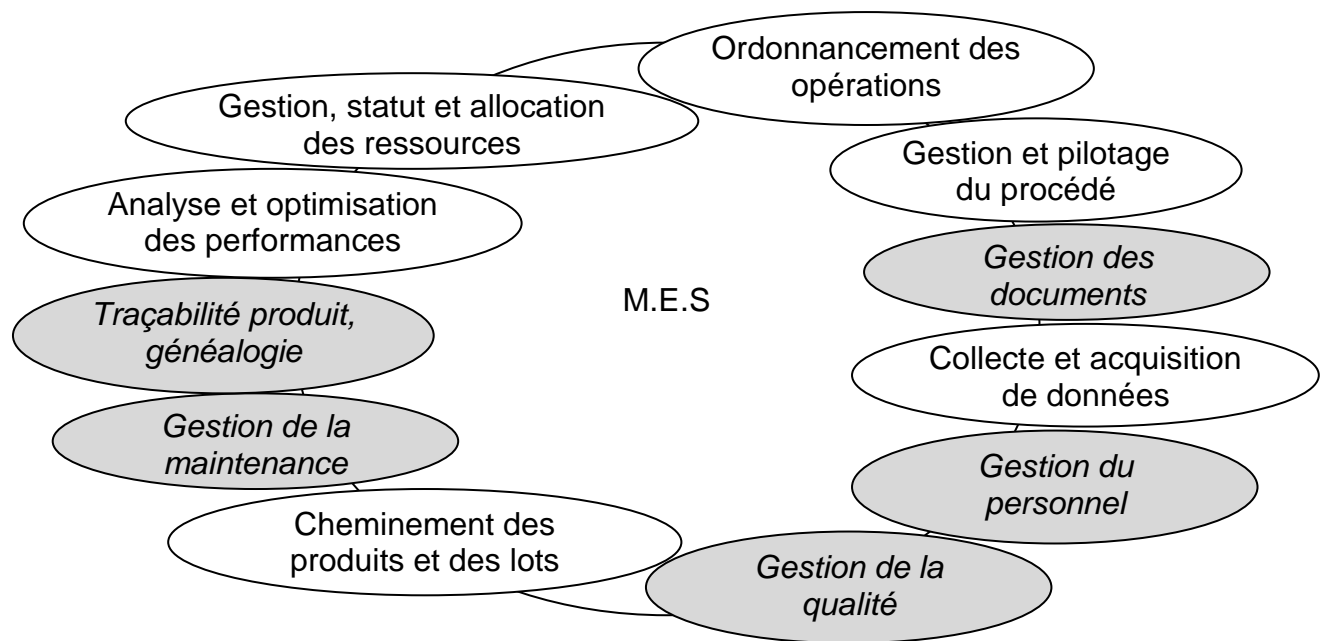 Ordonnancement des
opérations
Gestion, statut et allocation
des ressources
Gestion et pilotage
du procédé
Analyse et optimisation
des performances
Gestion des
documents
M.E.S
Traçabilité produit,
généalogie
Collecte et acquisition
de données
Gestion de la
maintenance
Gestion du
personnel
Cheminement des
produits et des lots
Gestion de la
qualité